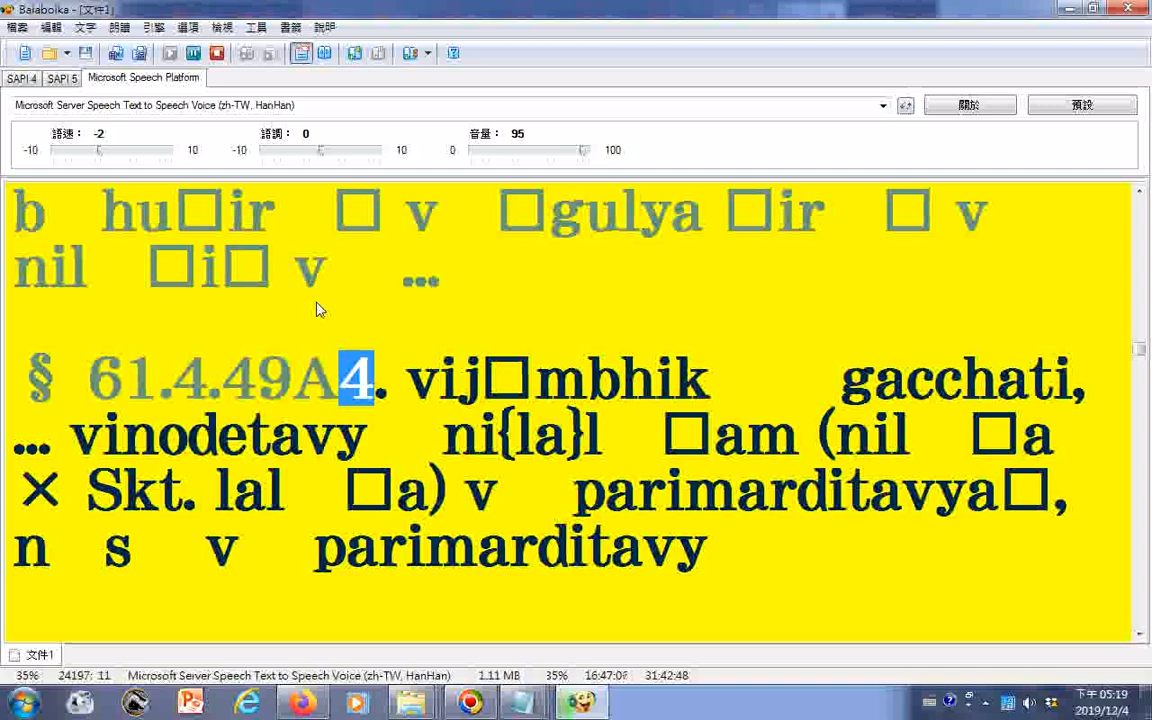 Balabolka - [文件1]
檔案 編輯 文字 朗讀 引擎 選項 檢視 工具 書籤 說明
SAPI 4 SAPI 5 Microsoft Speech Platform
Microsoft Server Speech Text to Speech Voice (zh-TW, HanHan) 關於 預設
語速： -2 語調： 0 音量： 95
-10 10 -10 10 0 100
b hu□ir □ v □gulya □ir □ v
nil □i□ v ...
§ 61.4.49A4. vij□mbhik gacchati,
... vinodetavy ni{la}l □am (nil □a
× Skt. lal □a) v parimarditavya□,
n s v parimarditavy
文件1
35% 24197: 11 Microsoft Server Speech Text to Speech Voice (zh-TW, HanHan) 1.11 MB 35% 16:47:06 31:42:48
下午 05:19
2019/12/4